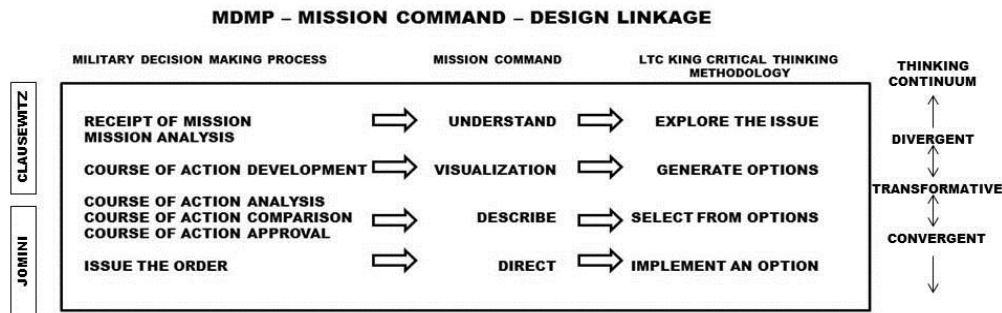 MDMP – MISSION COMMAND – DESIGN LINKAGE
MILITARY DECISION MAKING PROCESS
MISSION COMMAND
LTC KING CRITICAL THINKING
METHODOLOGY
THINKING
CONTINUUM
CLAUSEWITZ
RECEIPT OF MISSION
MISSION ANALYSIS
UNDERSTAND
EXPLORE THE ISSUE
DIVERGENT
COURSE OF ACTION DEVELOPMENT
VISUALIZATION
GENERATE OPTIONS
TRANSFORMATIVE
JOMINI
COURSE OF ACTION ANALYSIS
COURSE OF ACTION COMPARISON
COURSE OF ACTION APPROVAL
DESCRIBE
SELECT FROM OPTIONS
CONVERGENT
ISSUE THE ORDER
DIRECT
IMPLEMENT AN OPTION